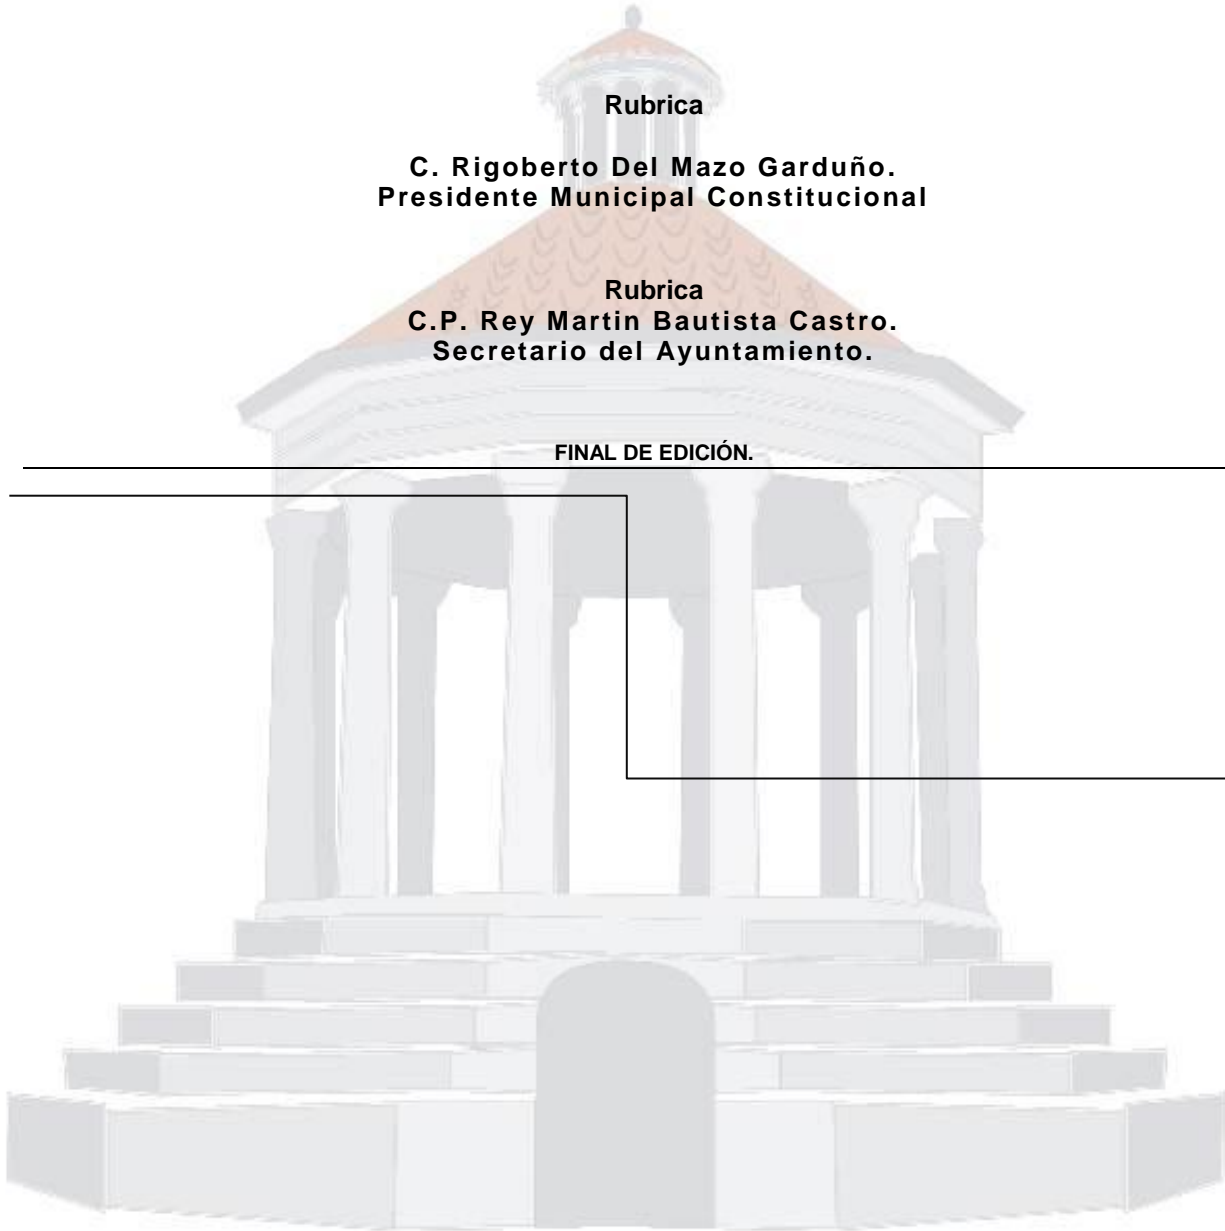 Rubrica
C. Rigoberto Del Mazo Garduño.
Presidente Municipal Constitucional
Rubrica
C.P. Rey Martin Bautista Castro.
Secretario del Ayuntamiento.
FINAL DE EDICIÓN.